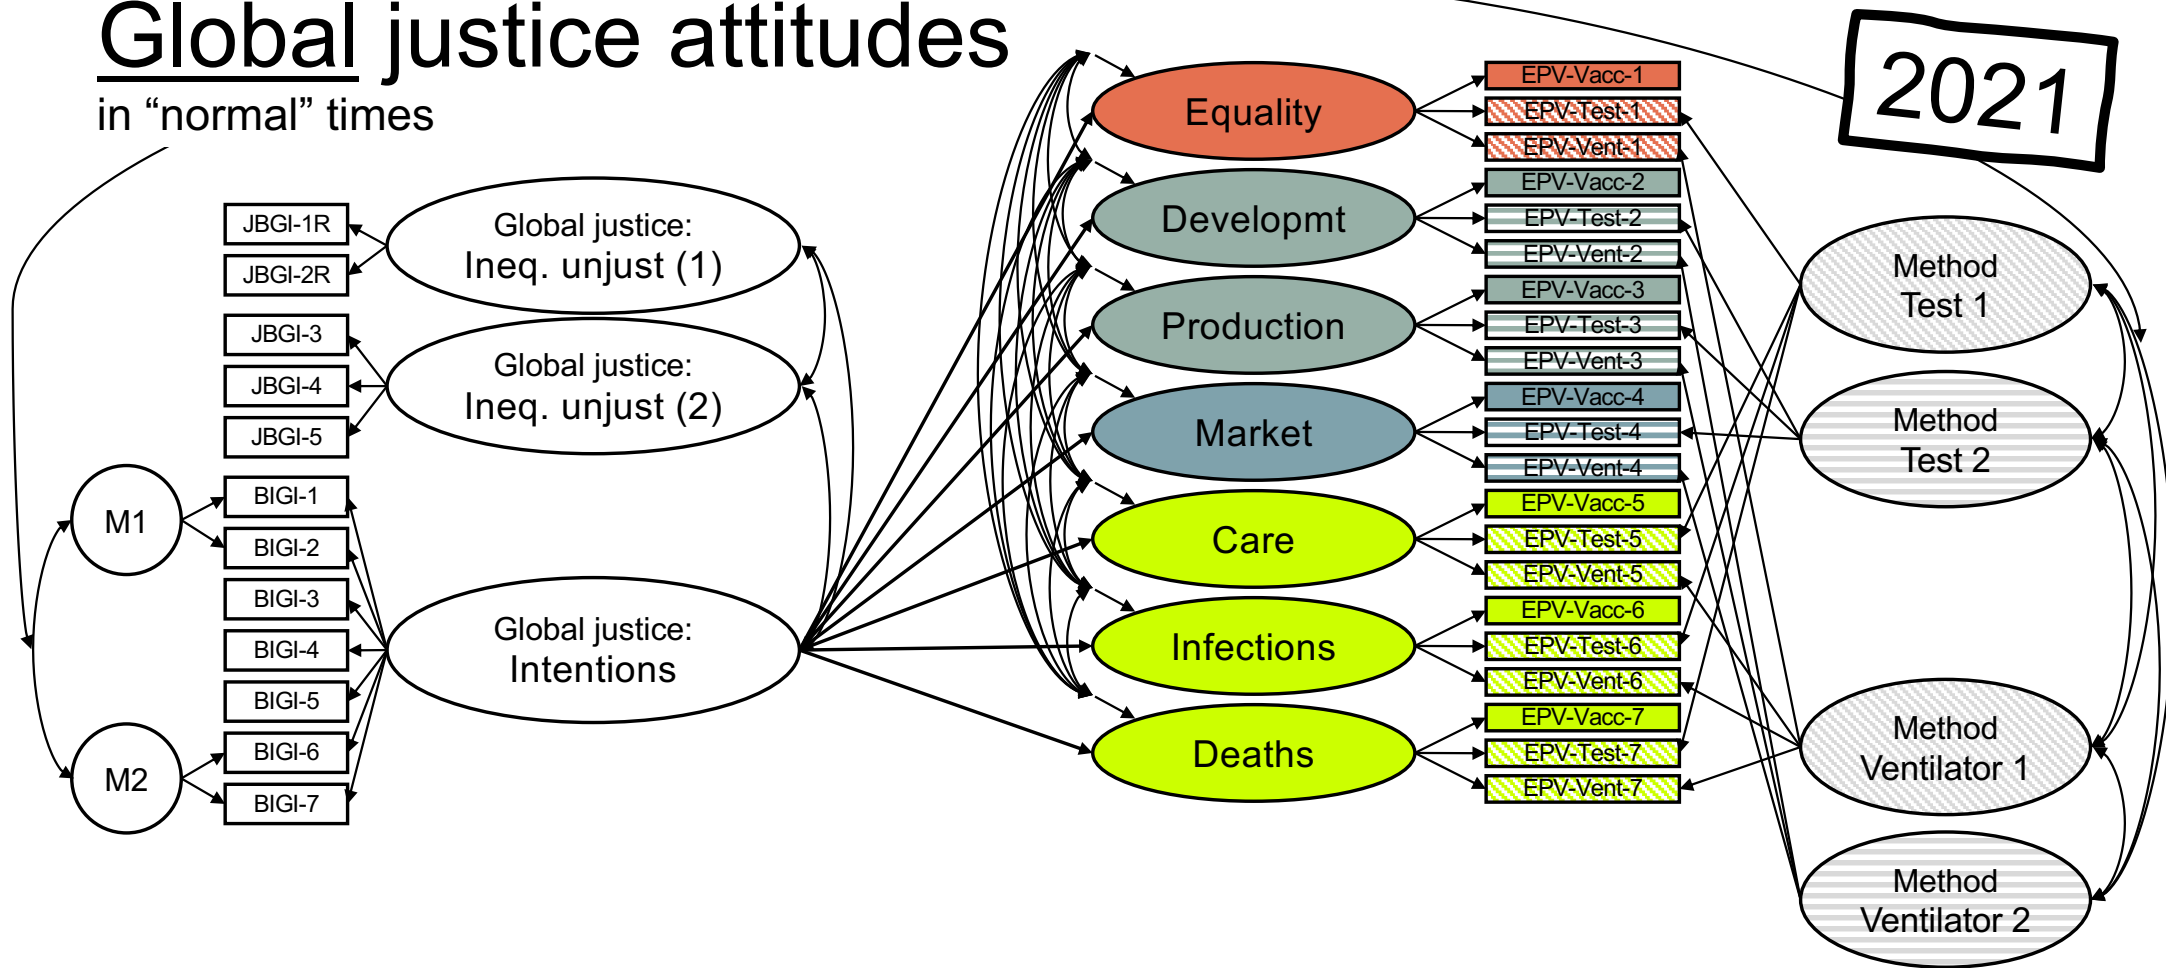 Global justice attitudes
in “normal” times
2021
JBGI-1R
JBGI-2R
JBGI-3
JBGI-4
JBGI-5
BIGI-1
BIGI-2
BIGI-3
BIGI-4
BIGI-5
BIGI-6
BIGI-7
M1
M2
Global justice:
Ineq. unjust (1)
Global justice:
Ineq. unjust (2)
Global justice:
Intentions
Equality
Developmt
Production
Market
Care
Infections
Deaths
EPV-Vacc-1
EPV-Test-1
EPV-Vent-1
EPV-Vacc-2
EPV-Test-2
EPV-Vent-2
EPV-Vacc-3
EPV-Test-3
EPV-Vent-3
EPV-Vacc-4
EPV-Test-4
EPV-Vent-4
EPV-Vacc-5
EPV-Test-5
EPV-Vent-5
EPV-Vacc-6
EPV-Test-6
EPV-Vent-6
EPV-Vacc-7
EPV-Test-7
EPV-Vent-7
Method
Test 1
Method
Test 2
Method
Ventilator 1
Method
Ventilator 2